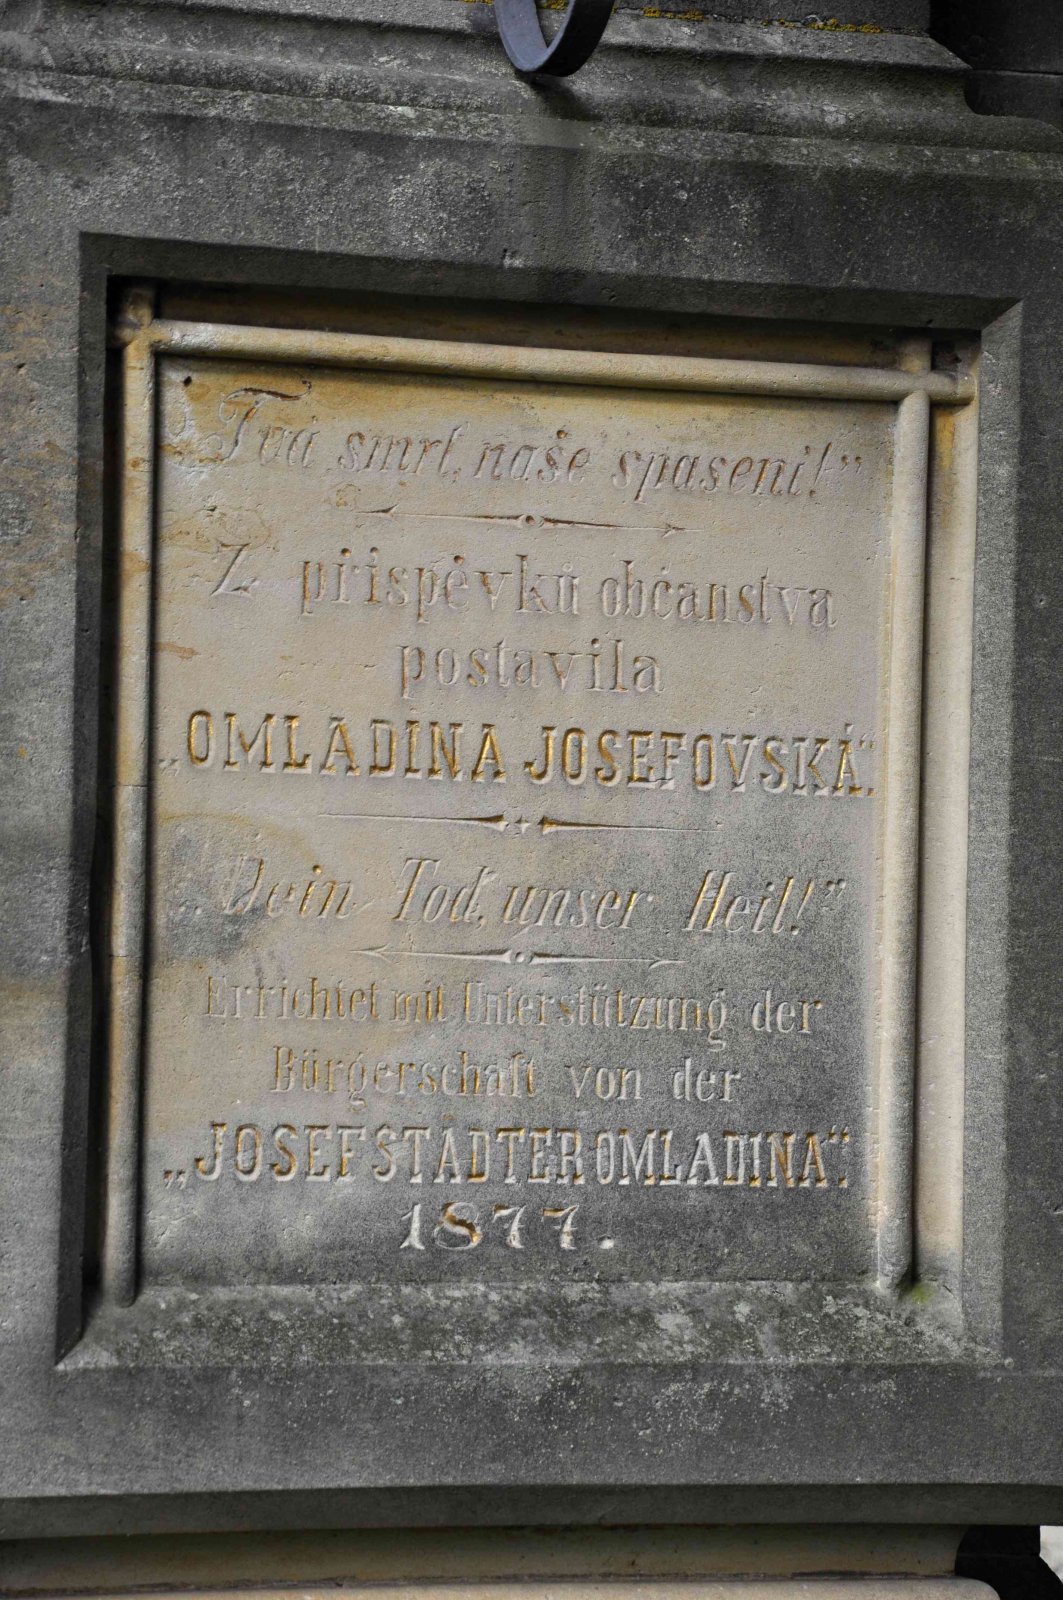 „Tvá smrt, naše spasení!”
Z příspěvků občanstva
postavila
„OMLADINA JOSEFOVSKÁ“.
„Dein Tod, unser Heil!”
Errichtet mit Unterstützung der
Bürgerschaft von der
„JOSEFSTÄDTER OMLADINA“.
1877.